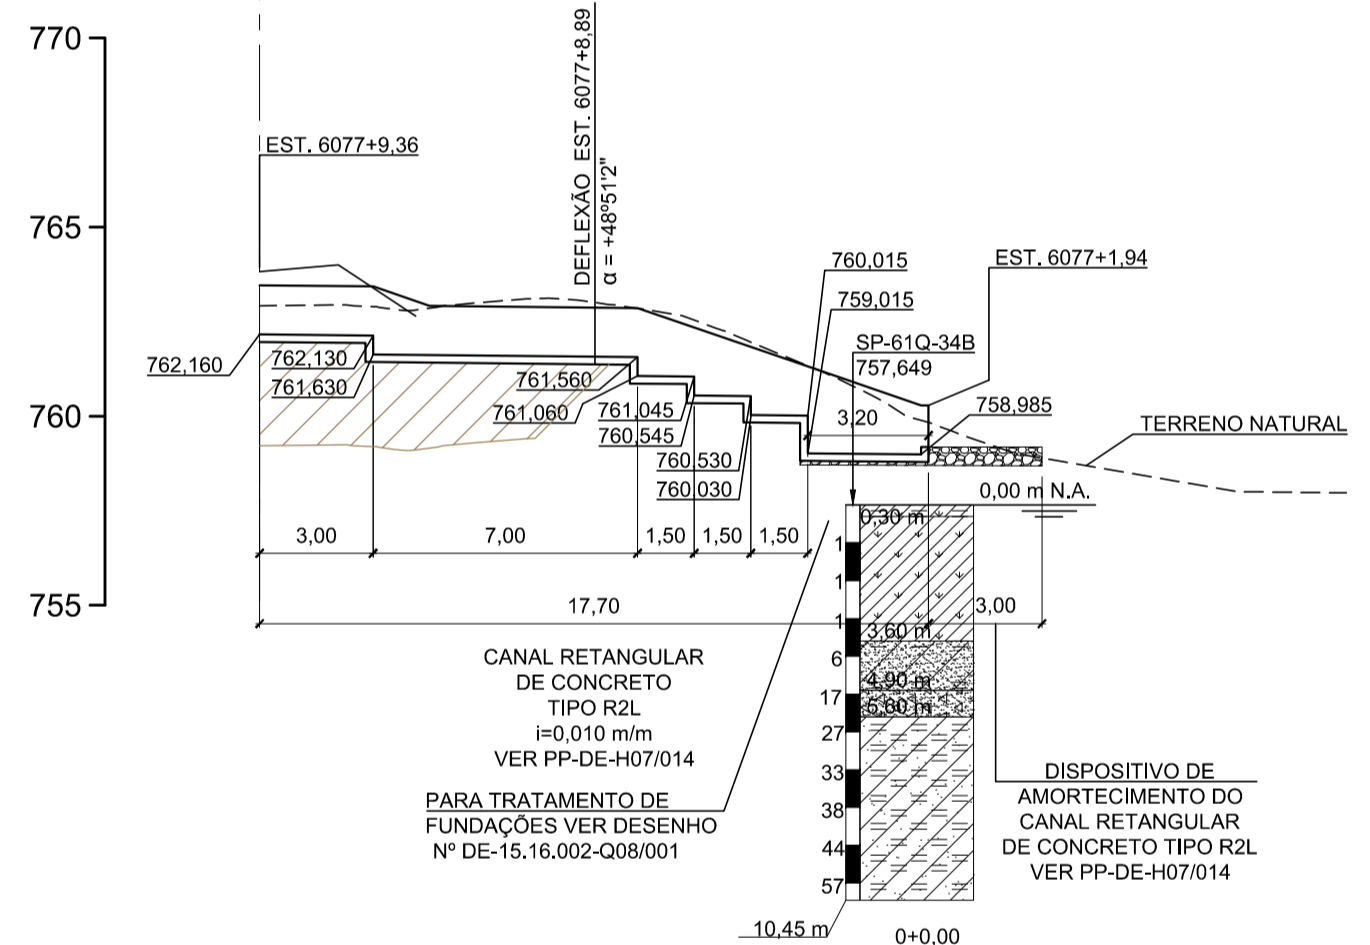 770
765
760
755
EST. 6077+9,36
DEFLEXÃO EST. 6077+8,89
α = +48º51'2"
760,015
759,015
EST. 6077+1,94
SP-61Q-34B
757,649
762,160
762,130
761,630
761,560
761,060
761,045
760,545
760,530
760,030
3,20
758,985
TERRENO NATURAL
0,00 m N.A.
0,30 m
3,00
7,00
1,50
1,50
1,50
17,70
3,00
1
1
1
6
17
27
33
38
44
57
3,60 m
4,90 m
5,60 m
CANAL RETANGULAR
DE CONCRETO
TIPO R2L
i=0,010 m/m
VER PP-DE-H07/014
PARA TRATAMENTO DE
FUNDAÇÕES VER DESENHO
Nº DE-15.16.002-Q08/001
DISPOSITIVO DE
AMORTECIMENTO DO
CANAL RETANGULAR
DE CONCRETO TIPO R2L
VER PP-DE-H07/014
10,45 m
0+0,00